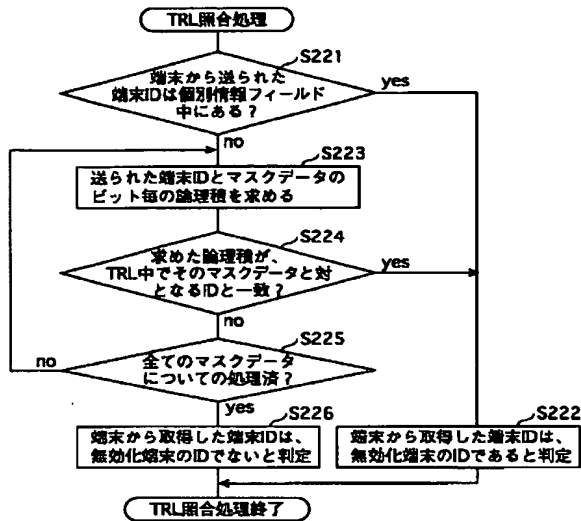 TRL照合処理
S221
端末から送られた
端末IDは個別情報フィールド
中にある？
yes
no
S223
送られた端末IDとマスクデータの
ビット毎の論理積を求める
S224
求めた論理積が、
TRL中でそのマスクデータと対
となるIDと一致？
yes
no
S225
no
全てのマスクデータ
についての処理済？
yes
S226
端末から取得した端末IDは、
無効化端末のIDでないと判定
S222
端末から取得した端末IDは、
無効化端末のIDであると判定
TRL照合処理終了